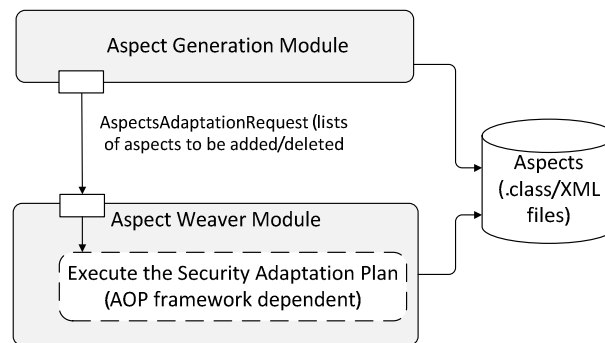 Aspect Generation Module
AspectsAdaptationRequest (lists
of aspects to be added/deleted
Aspects
(.class/XML
files)
Aspect Weaver Module
Execute the Security Adaptation Plan
(AOP framework dependent)